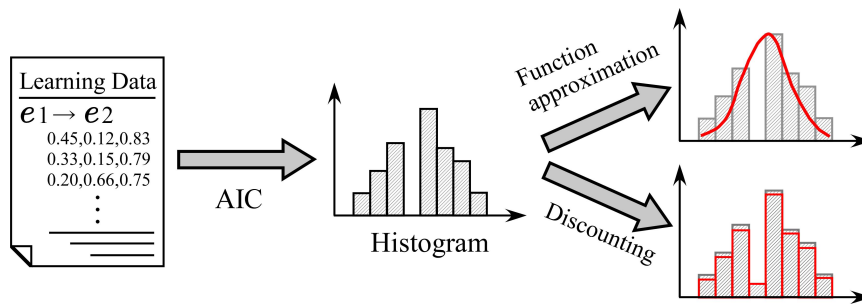 Learning Data
e1 → e2
0.45,0.12,0.83
0.33,0.15,0.79
0.20,0.66,0.75
AIC
Histogram
Function
approximation
Discounting